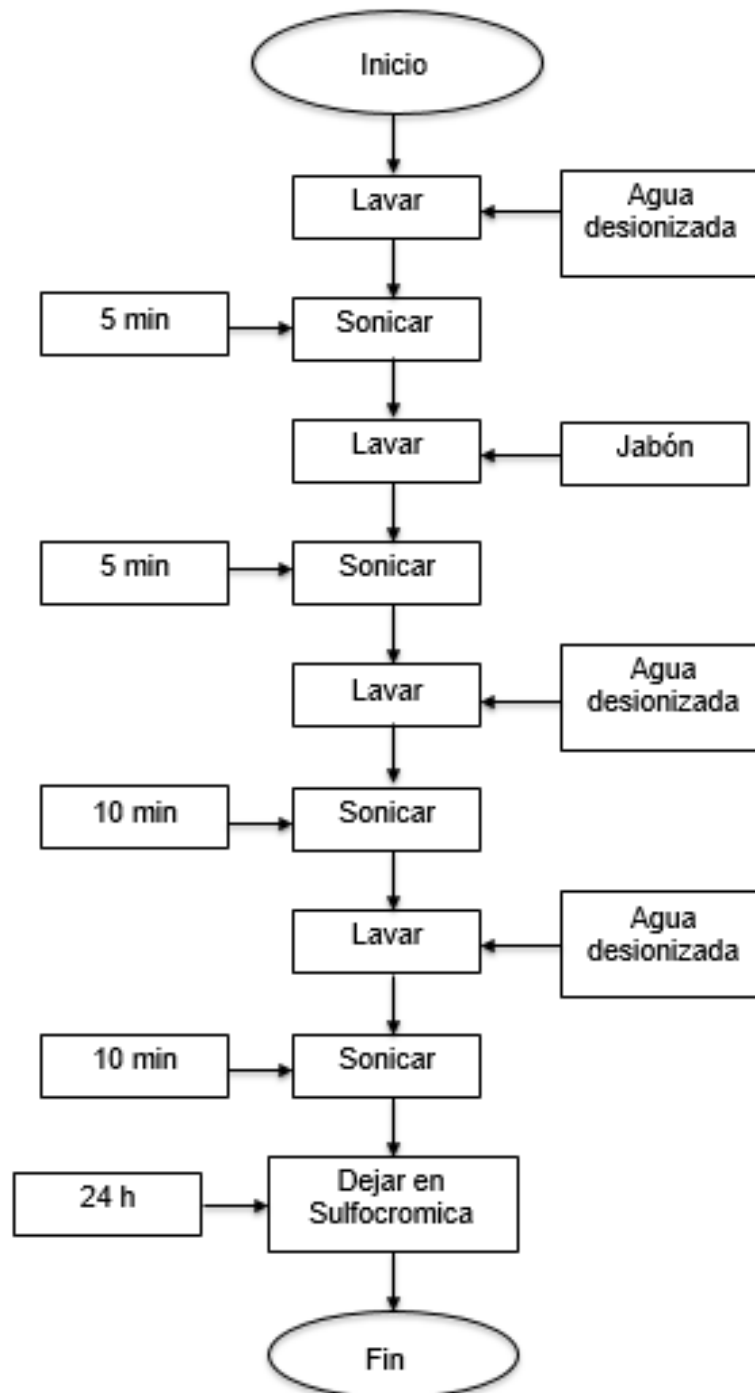 Inicio
Lavar
Agua
desionizada
5 min
Sonicar
Lavar
Jabón
5 min
Sonicar
Lavar
Agua
desionizada
10 min
Sonicar
Lavar
Agua
desionizada
10 min
Sonicar
24 h
Dejar en
Sulfocromica
Fin